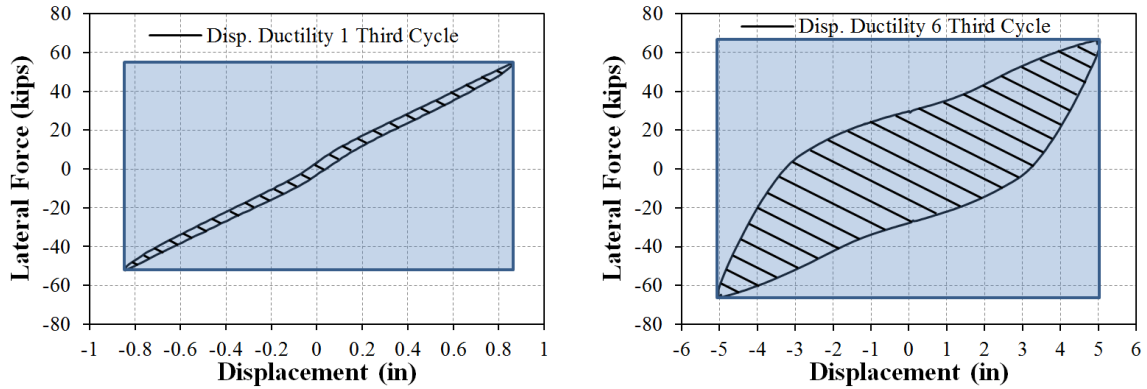 Lateral Force (kips)
80
60
40
20
0
-20
-40
-60
-80
Disp. Ductility 1 Third Cycle
-1 -0.8 -0.6 -0.4 -0.2 0 0.2 0.4 0.6 0.8 1
Displacement (in)
Lateral Force (kips)
80
60
40
20
0
-20
-40
-60
-80
Disp. Ductility 6 Third Cycle
-6 -5 -4 -3 -2 -1 0 1 2 3 4 5 6
Displacement (in)